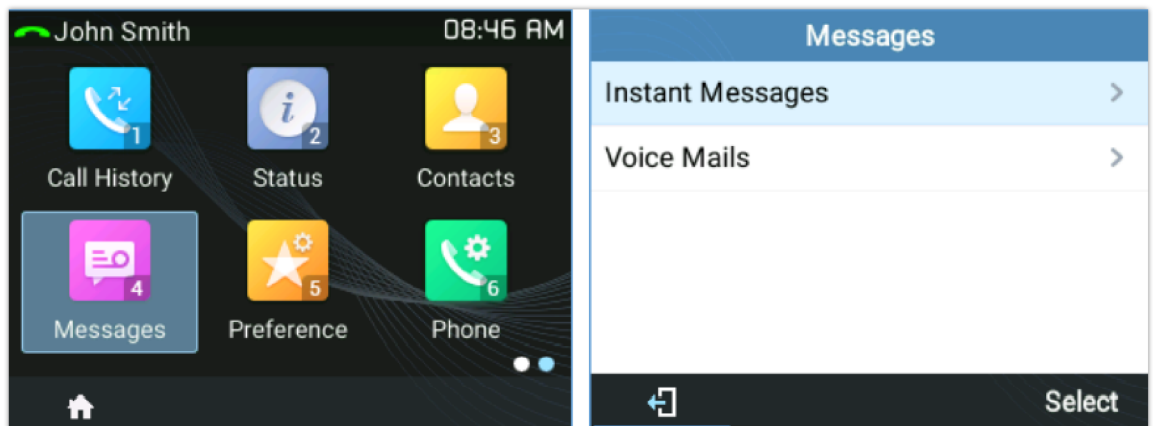 John Smith 08:46 AM
1 2 3
Call History Status Contacts
4 5 6
Messages Preference Phone
Messages
Instant Messages
Voice Mails
Select